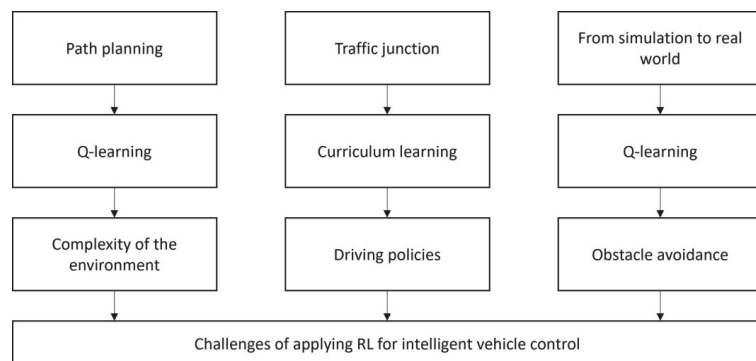 Path planning
Traffic junction
From simulation to real
world
Q-learning
Curriculum learning
Q-learning
Complexity of the
environment
Driving policies
Obstacle avoidance
Challenges of applying RL for intelligent vehicle control